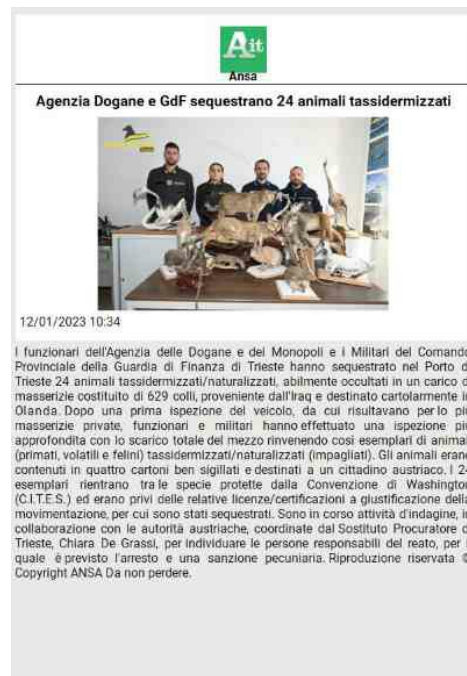 Ait
Ansa
Agenzia Dogane e GdF sequestrano 24 animali tassidermizzati
12/01/2023 10:34
I funzionari dell'Agenzia delle Dogane e dei Monopoli e i Militari del Comando
Provinciale della Guardia di Finanza di Trieste hanno sequestrato nel Porto d
Trieste 24 animali tassidermizzati/naturalizzati, abilmente occultati in un carico d
masserizie costituito di 629 colli, proveniente dall'Iraq e destinato cartolarmente i
Olanda. Dopo una prima ispezione del veicolo, da cui risultavano per lo pi
masserizie private, funzionari e militari hanno effettuato una ispezione più
approfondita con lo scarico totale del mezzo rinvenendo così esemplari di animal
(primati, volatili e felini) tassidermizzati/naturalizzati (impagliati). Gli animali erano
contenuti in quattro cartoni ben sigillati e destinati a un cittadino austriaco. I 24
esemplari rientrano tra le specie protette dalla Convenzione di Washington
(C.I.T.E.S.) ed erano privi delle relative licenze/certificazioni a giustificazione della
movimentazione, per cui sono stati sequestrati. Sono in corso attività d'indagine, in
collaborazione con le autorità austriache, coordinate dal Sostituto Procuratore d
Trieste, Chiara De Grassi, per individuare le persone responsabili del reato, per i
quale è previsto l'arresto e una sanzione pecuniaria. Riproduzione riservata ©
Copyright ANSA Da non perdere.